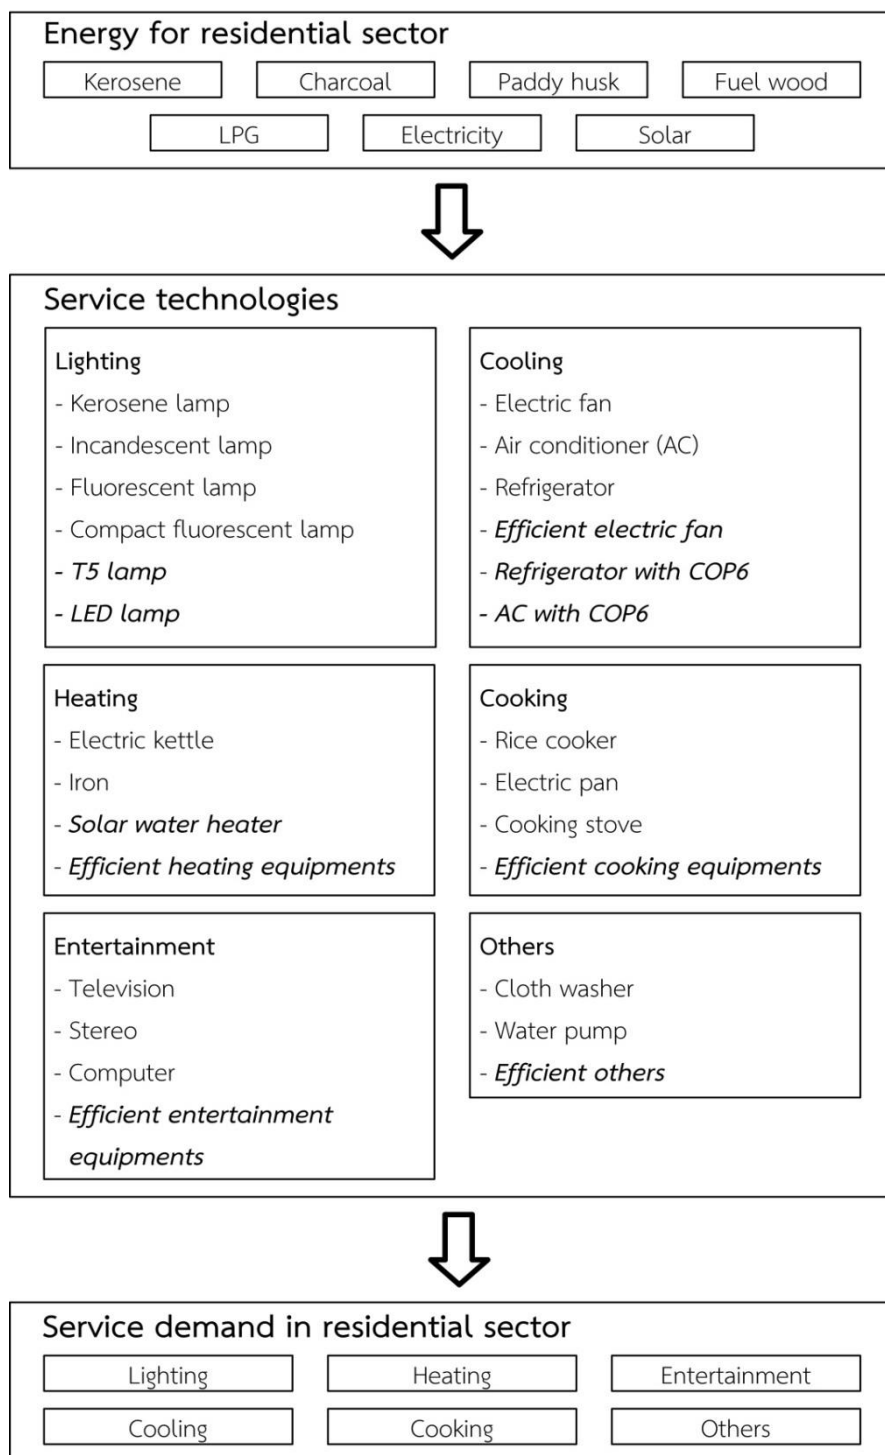 Energy for residential sector
Kerosene
Charcoal
Paddy husk
Fuel wood
LPG
Electricity
Solar
Service technologies
Lighting
- Kerosene lamp
- Incandescent lamp
- Fluorescent lamp
- Compact fluorescent lamp
- T5 lamp
- LED lamp
Cooling
- Electric fan
- Air conditioner (AC)
- Refrigerator
- Efficient electric fan
- Refrigerator with COP6
- AC with COP6
Heating
- Electric kettle
- Iron
- Solar water heater
- Efficient heating equipments
Cooking
- Rice cooker
- Electric pan
- Cooking stove
- Efficient cooking equipments
Entertainment
- Television
- Stereo
- Computer
- Efficient entertainment
equipments
Others
- Cloth washer
- Water pump
- Efficient others
Service demand in residential sector
Lighting
Heating
Entertainment
Cooling
Cooking
Others